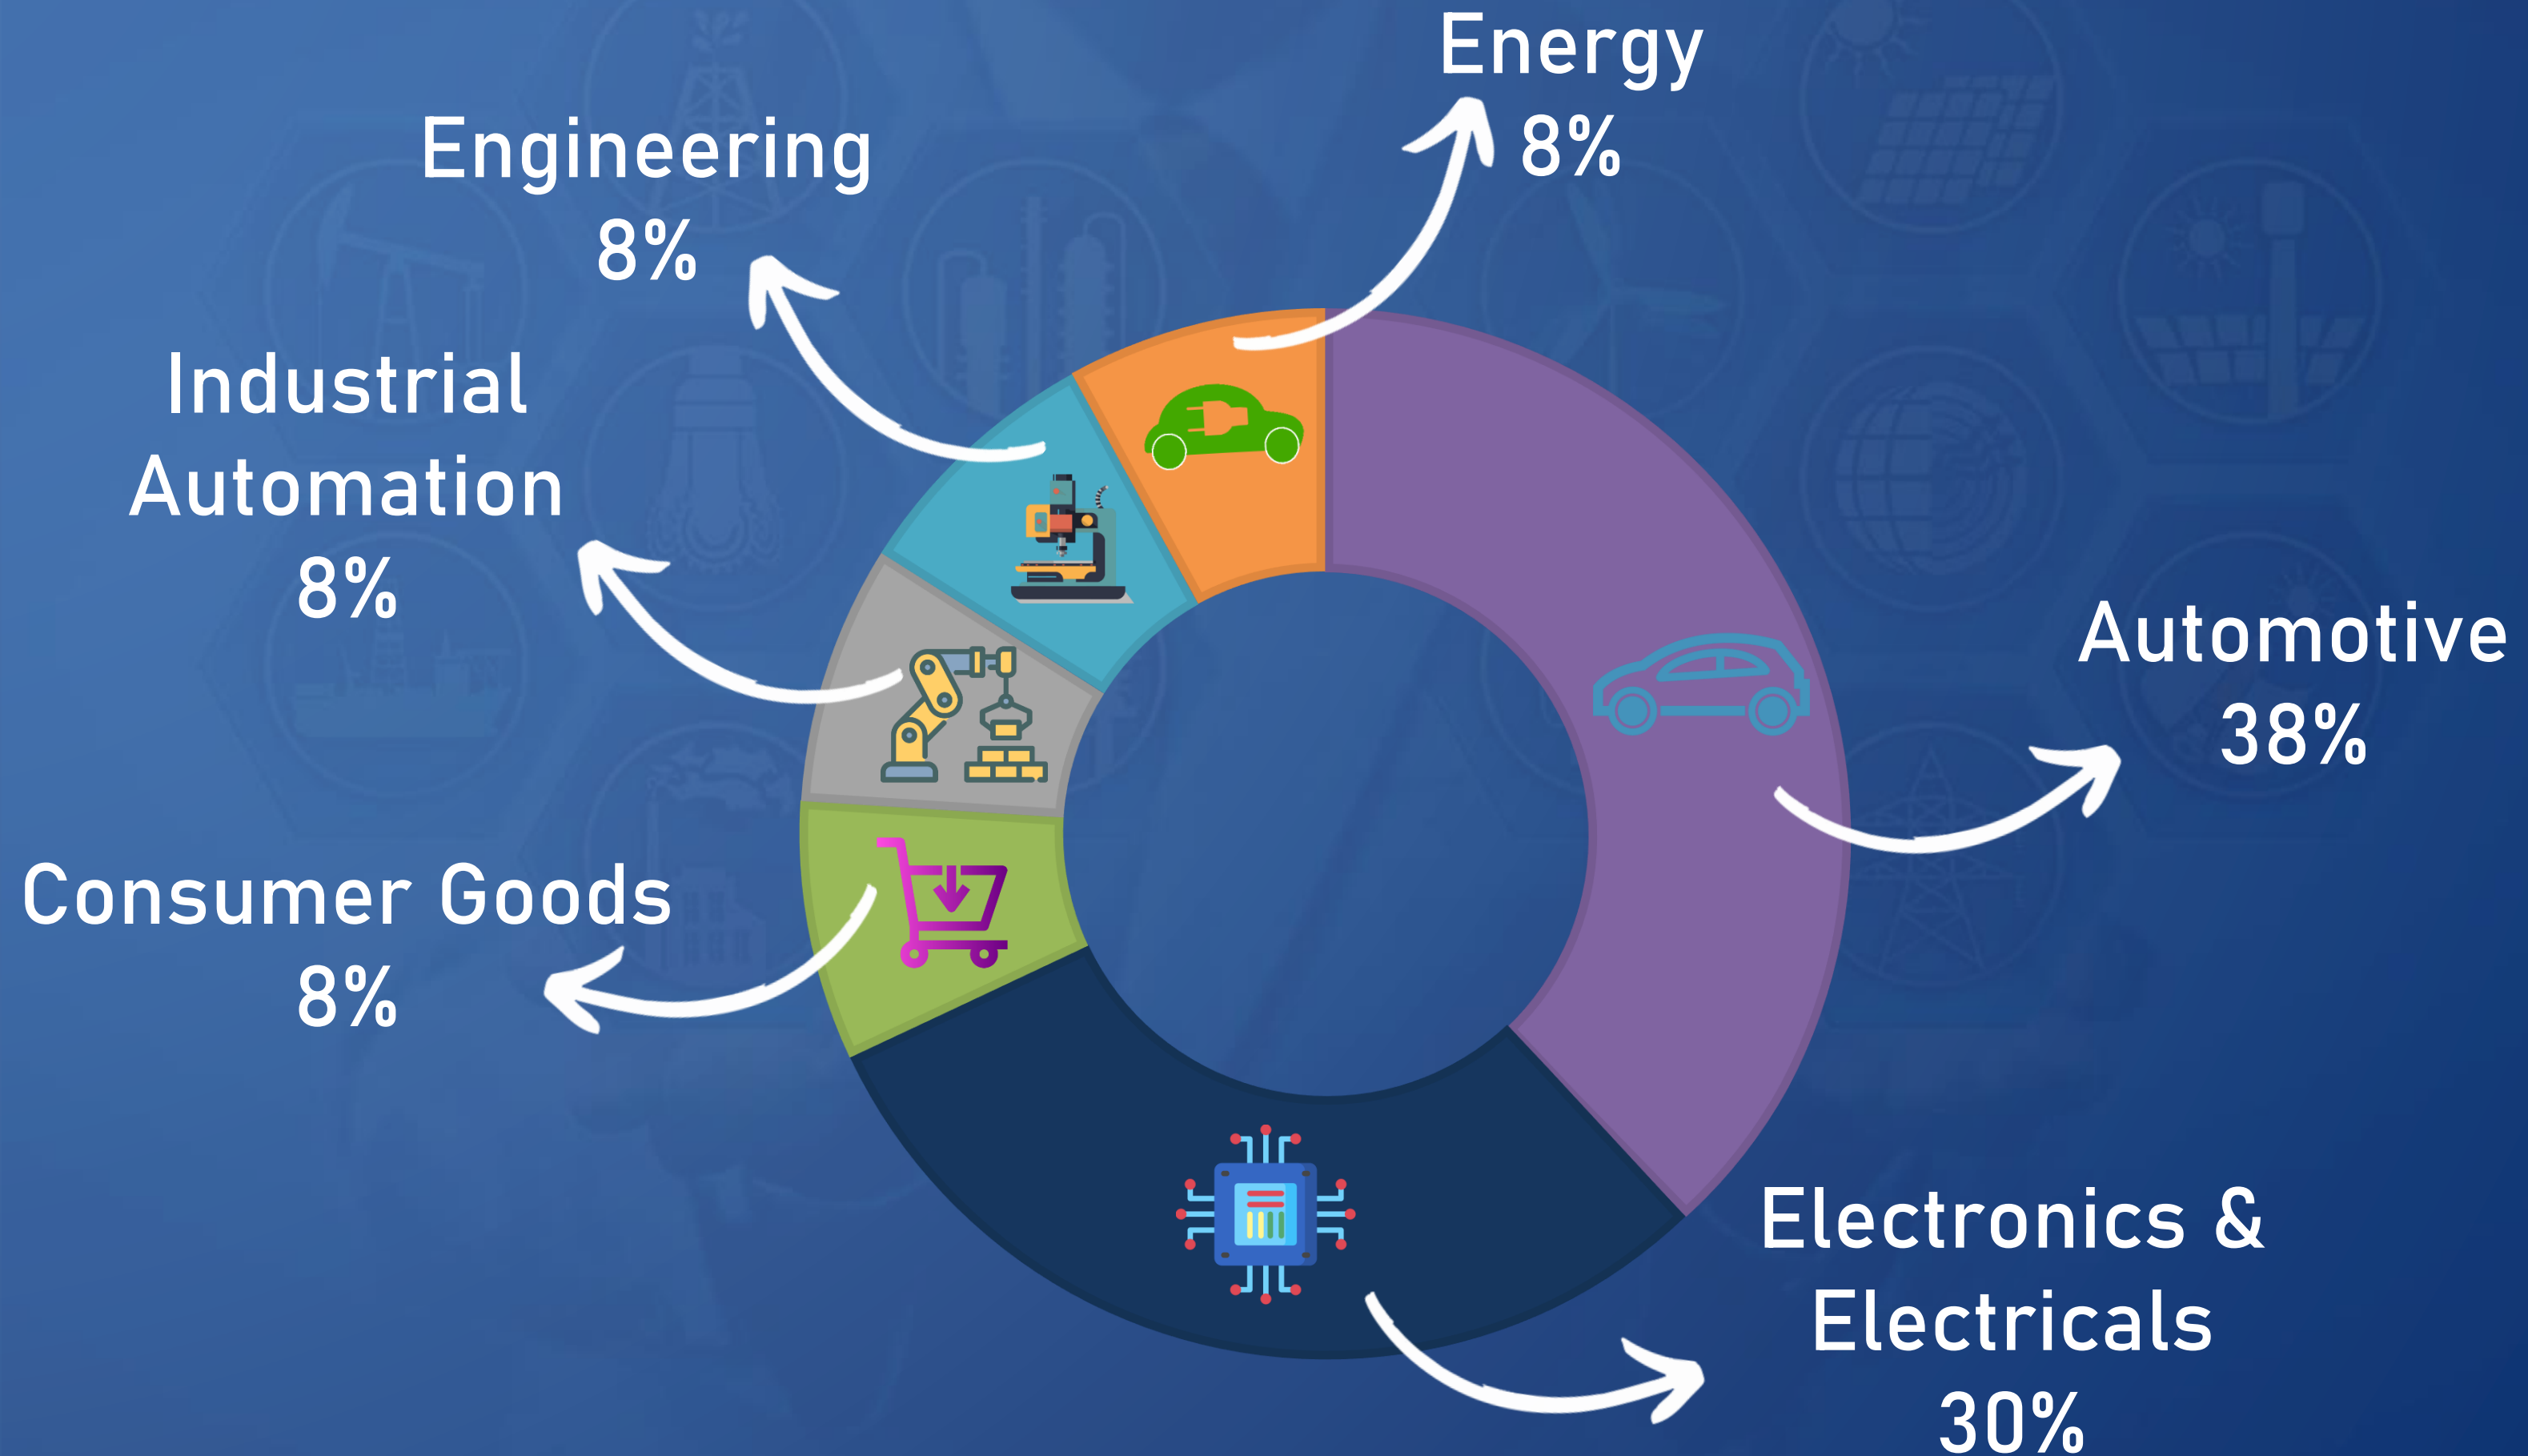 Energy
8%
Engineering
8%
Industrial
Automation
8%
Automotive
38%
Consumer Goods
8%
Electronics &
Electricals
30%